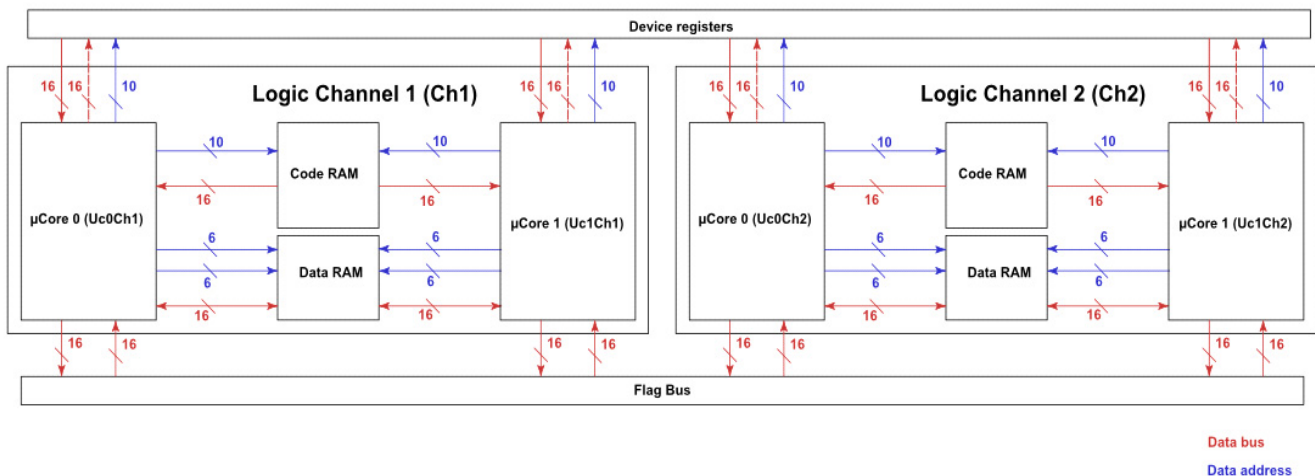 Device registers
16 16 10 16 16 10 16 16 10 16 16 10
Logic Channel 1 (Ch1) Logic Channel 2 (Ch2)
10 10 10 10
Code RAM Code RAM
16 16 16 16
µCore 0 (Uc0Ch1) µCore 1 (Uc1Ch1) µCore 0 (Uc0Ch2) µCore 1 (Uc1Ch2)
6 6 6 6
Data RAM Data RAM
6 6 6 6
16 16 16 16
16 16 16 16 16 16 16 16
Flag Bus
Data bus
Data address